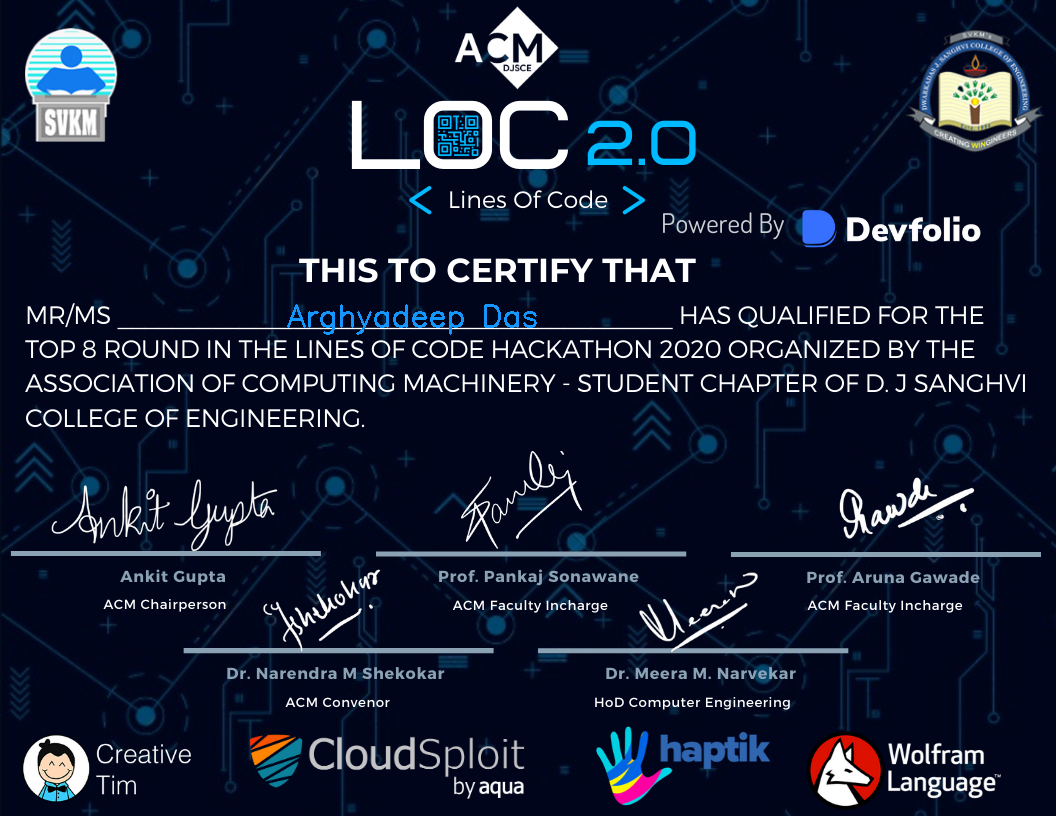 ACM
DJSCE
SVKM
SVKM's
DWARKADAS J. SANGHVI COLLEGE OF ENGINEERING
CREATING WINGINEERS
LOC 2.0
< Lines Of Code >
Powered By Devfolio
THIS TO CERTIFY THAT
MR/MS Arghyadeep Das HAS QUALIFIED FOR THE
TOP 8 ROUND IN THE LINES OF CODE HACKATHON 2020 ORGANIZED BY THE
ASSOCIATION OF COMPUTING MACHINERY - STUDENT CHAPTER OF D. J SANGHVI
COLLEGE OF ENGINEERING.
Ankit Gupta
Ankit Gupta
ACM Chairperson
Prof. Pankaj Sonawane
ACM Faculty Incharge
Prof. Aruna Gawade
ACM Faculty Incharge
Dr. Narendra M Shekokar
ACM Convenor
Dr. Meera M. Narvekar
HoD Computer Engineering
Creative
Tim
CloudSploit
by aqua
haptik
Wolfram
Language™